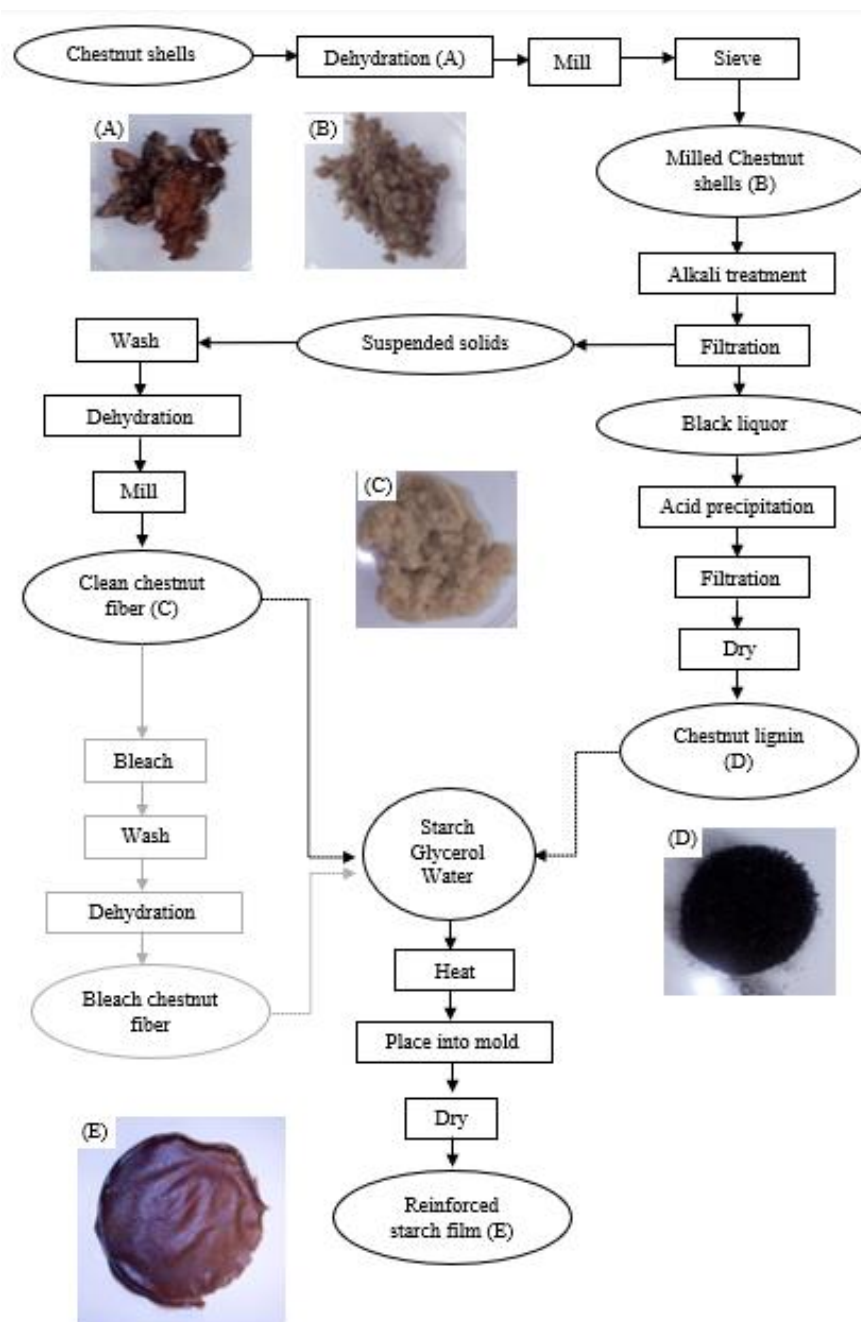 Chestnut shells
Dehydration (A)
Mill
Sieve
(A)
(B)
Milled Chestnut
shells (B)
Alkali treatment
Wash
Suspended solids
Filtration
Dehydration
Black liquor
Mill
(C)
Acid precipitation
Clean chestnut
fiber (C)
Filtration
Dry
Chestnut lignin
(D)
Bleach
Starch
Glycerol
Water
Wash
(D)
Dehydration
Heat
Bleach chestnut
fiber
Place into mold
Dry
(E)
Reinforced
starch film (E)